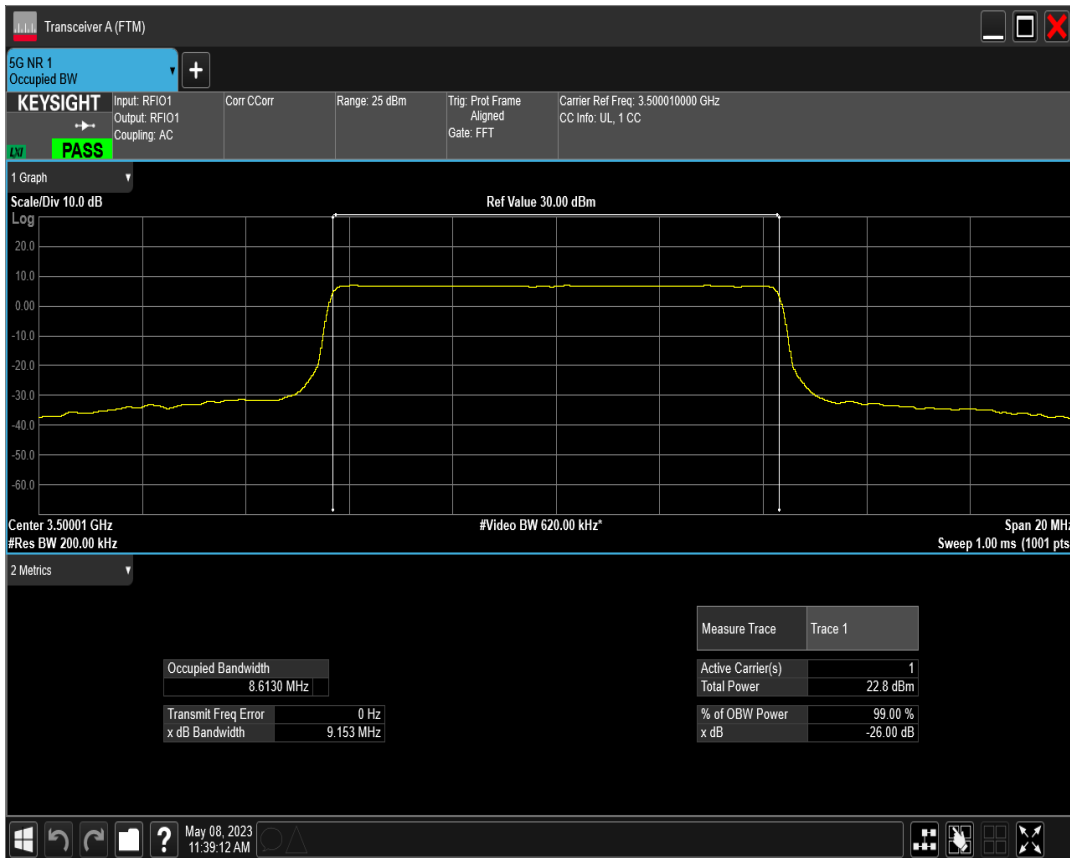 Transceiver A (FTM)
5G NR 1
Occupied BW
+
KEYSIGHT
LXI
PASS
Input: RFIO1
Output: RFIO1
Coupling: AC
Corr CCorr
Range: 25 dBm
Trig: Prot Frame
Aligned
Gate: FFT
Carrier Ref Freq: 3.500010000 GHz
CC Info: UL, 1 CC
1 Graph
Scale/Div 10.0 dB
Ref Value 30.00 dBm
Log
20.0
10.0
0.00
-10.0
-20.0
-30.0
-40.0
-50.0
-60.0
Center 3.50001 GHz
#Video BW 620.00 kHz*
Span 20 MHz
#Res BW 200.00 kHz
Sweep 1.00 ms (1001 pts
2 Metrics
Measure Trace Trace 1
Occupied Bandwidth
8.6130 MHz
Active Carrier(s) 1
Total Power 22.8 dBm
Transmit Freq Error 0 Hz
x dB Bandwidth 9.153 MHz
% of OBW Power 99.00 %
x dB -26.00 dB
?
May 08, 2023
11:39:12 AM